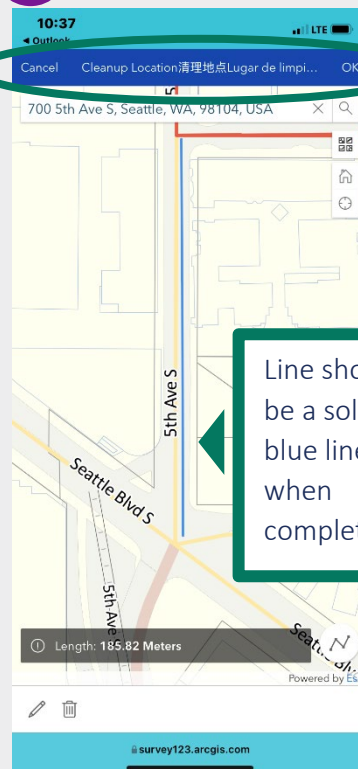 10:37
LTE
◄ Outlook
Cancel Cleanup Location清理地点Lugar de limpi... OK
700 5th Ave S, Seattle, WA, 98104, USA
5th Ave S
Line sho
be a sol
blue line
when
complet
Seattle Blvd S
5th Ave
Length: 185.82 Meters
Seatt
Powered by Es
survey123.arcgis.com